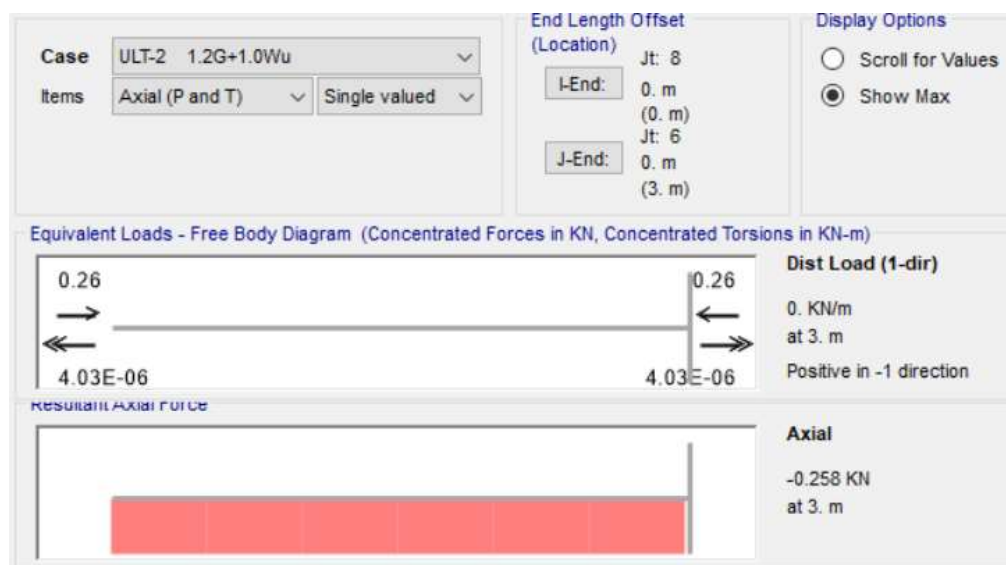 End Length Offset
(Location)
Display Options
Case
ULT-2 1.2G+1.0Wu
Items
Axial (P and T)
Single valued
Jt: 8
I-End:
0. m
(0. m)
Jt: 6
J-End:
0. m
(3. m)
Scroll for Values
Show Max
Equivalent Loads - Free Body Diagram (Concentrated Forces in KN, Concentrated Torsions in KN-m)
0.26
0.26
4.03E-06
4.03E-06
Dist Load (1-dir)
0. KN/m
at 3. m
Positive in -1 direction
Resultant Axial Force
Axial
-0.258 KN
at 3. m